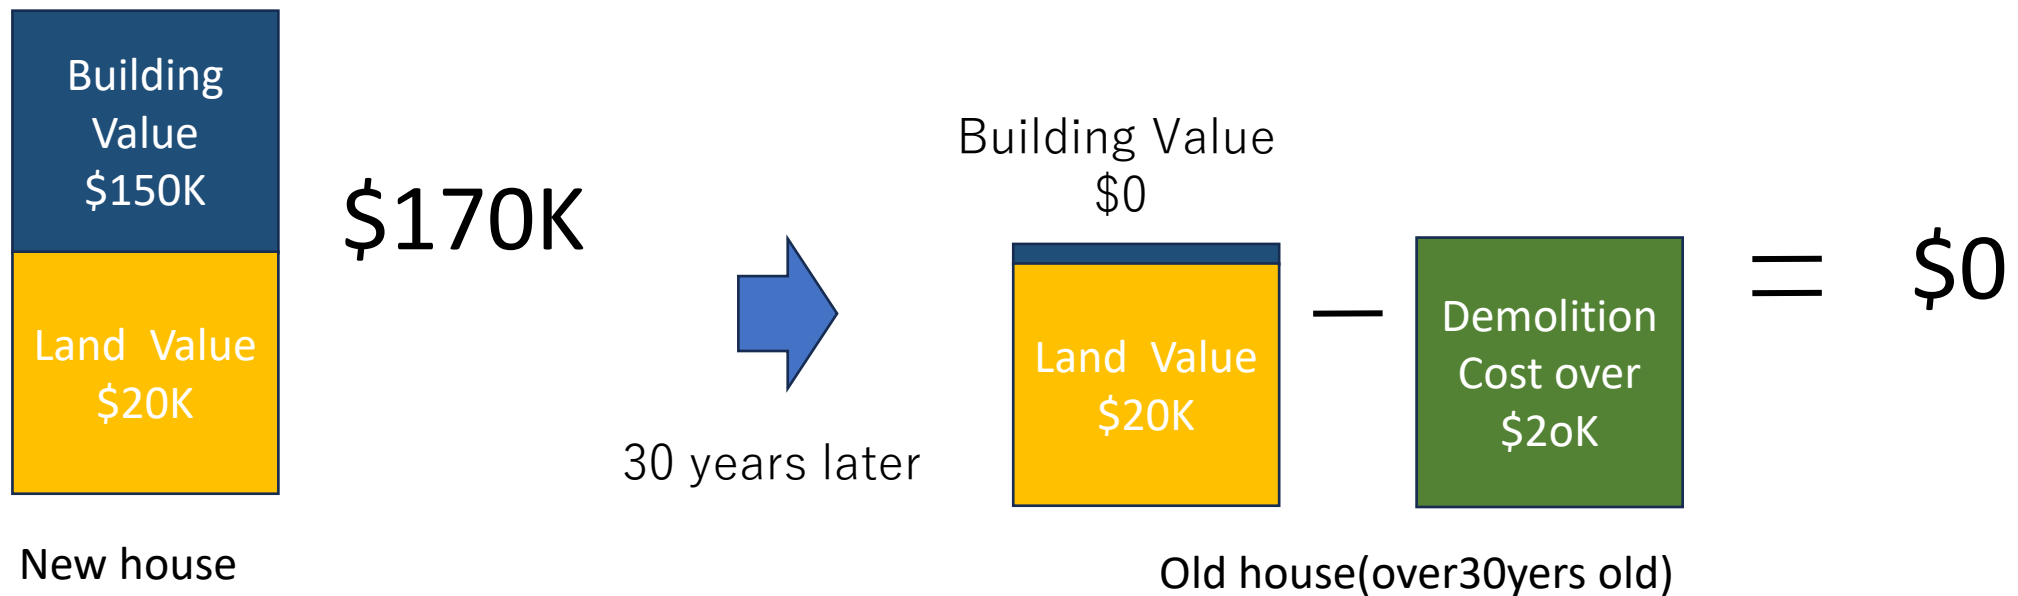 Building
Value
$150K
Land  Value
$20K
New house
$170K
30 years later
Building Value
$0
Land  Value
$20K
—
Demolition
Cost over
$2oK
=
$0
Old house(over30yers old)